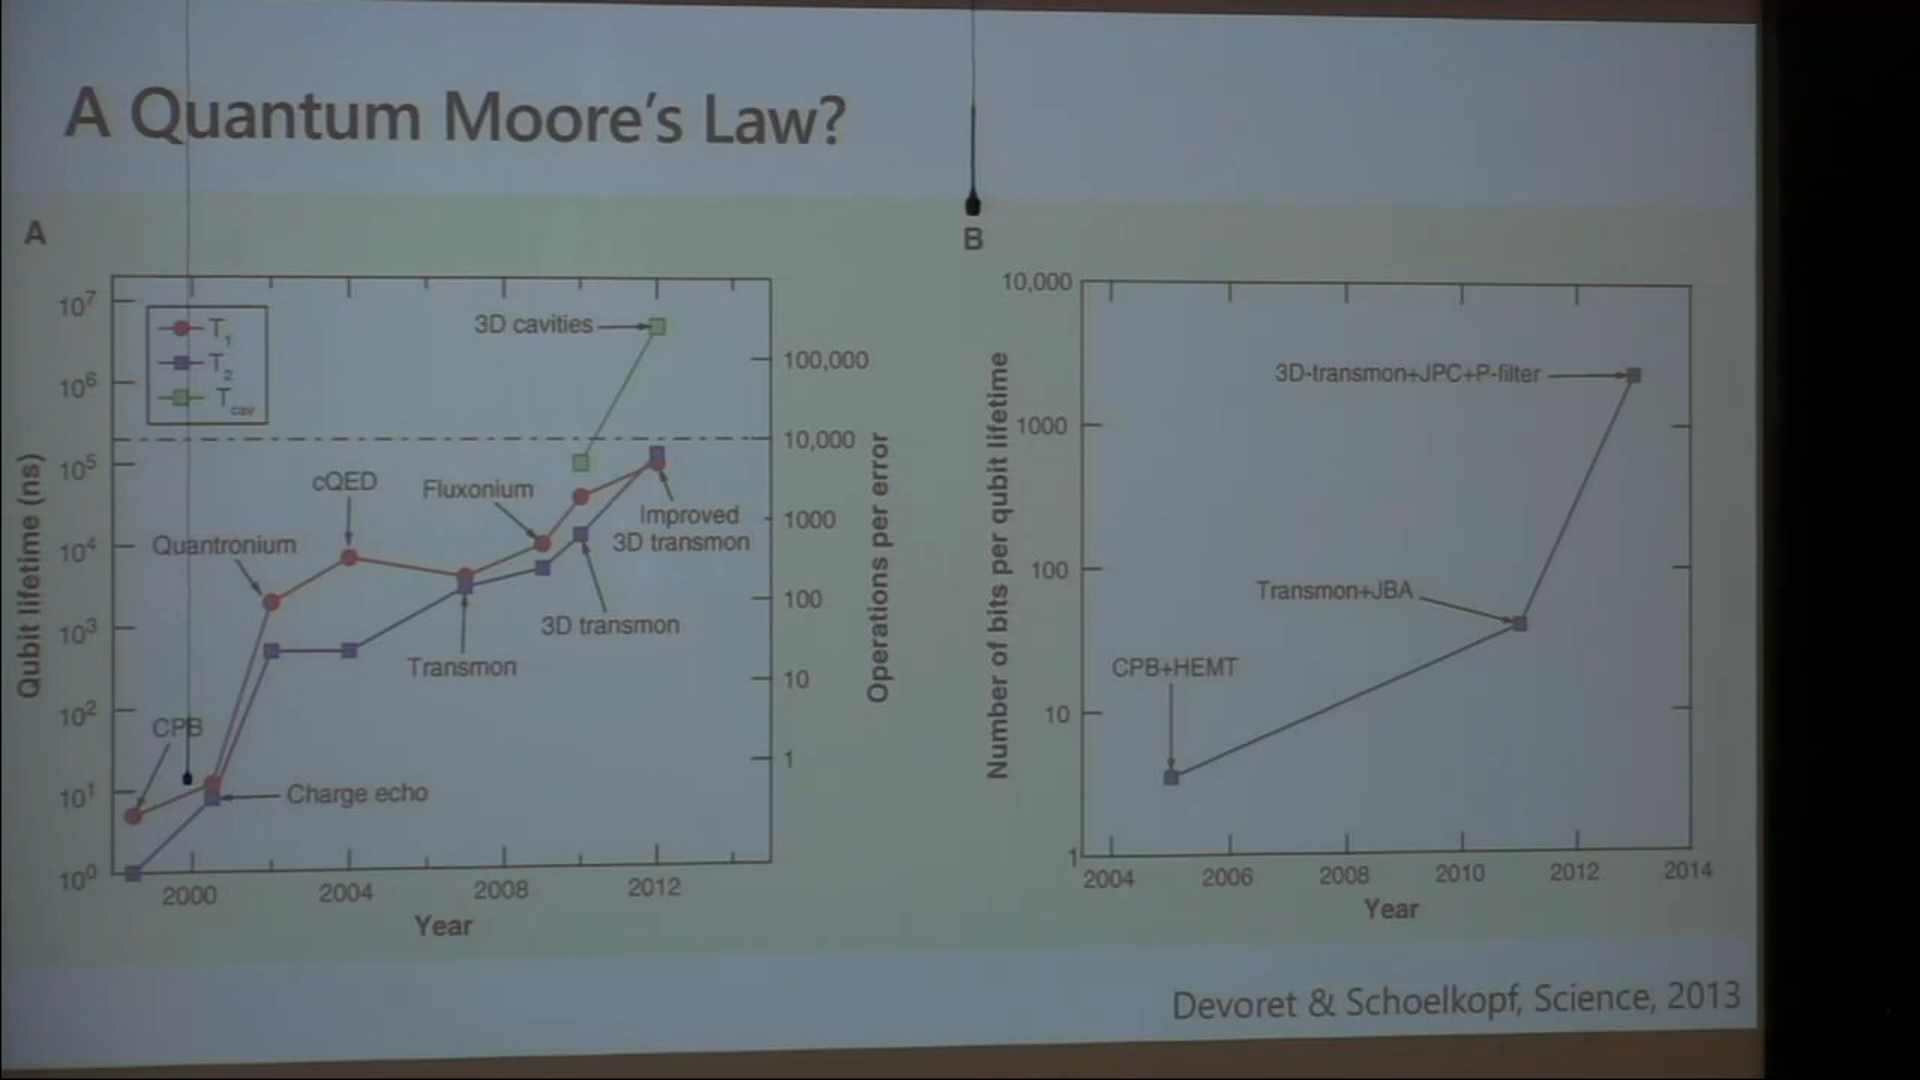 A Quantum Moore's Law?
A
10⁷
10⁶
10⁵
10⁴
10³
10²
10¹
10⁰
Qubit lifetime (ns)
T₁
T₂
T_cav
3D cavities
cQED
Fluxonium
Quantronium
Improved
3D transmon
3D transmon
Transmon
CPB
Charge echo
100,000
10,000
1000
100
10
1
Operations per error
2000
2004
2008
2012
Year
B
10,000
1000
100
10
1
Number of bits per qubit lifetime
3D-transmon+JPC+P-filter
Transmon+JBA
CPB+HEMT
2004
2006
2008
2010
2012
2014
Year
Devoret & Schoelkopf, Science, 2013